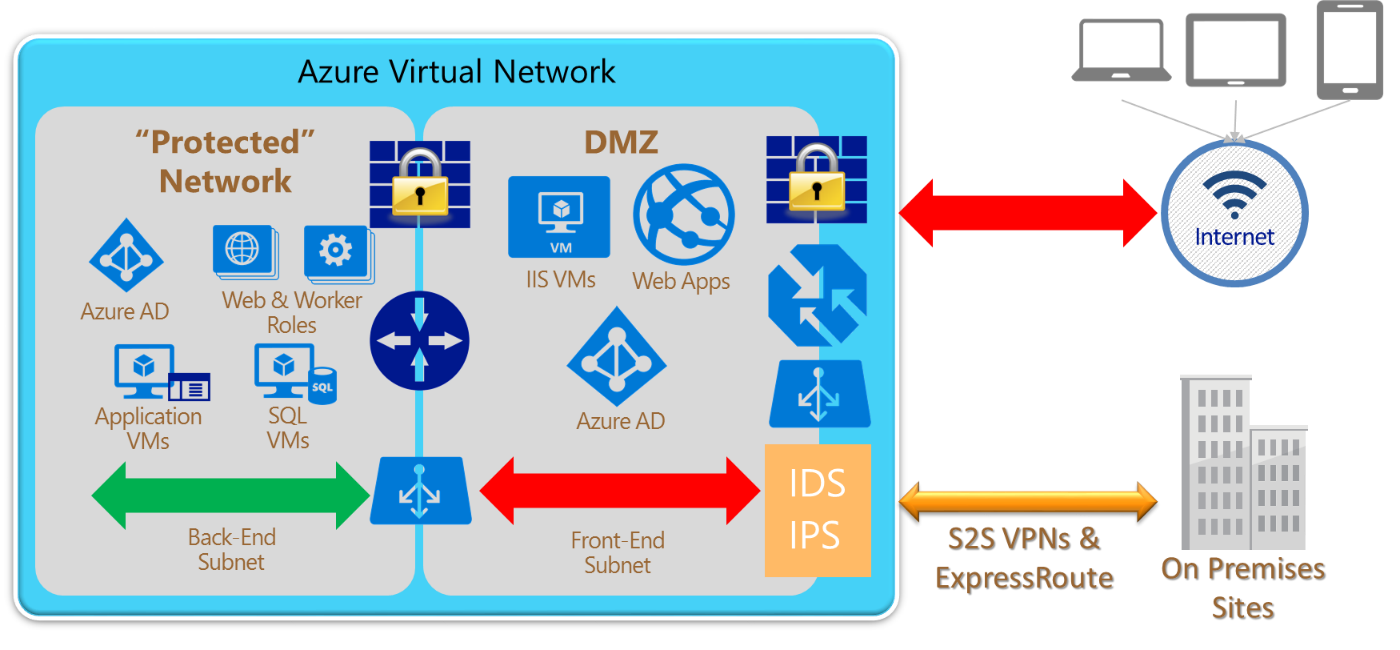 Azure Virtual Network
“Protected”
Network
Azure AD
Web & Worker
Roles
Application
VMs
SQL
SQL
VMs
Back-End
Subnet
DMZ
VM
IIS VMs
Web Apps
Azure AD
Front-End
Subnet
IDS
IPS
Internet
S2S VPNs &
ExpressRoute
On Premises
Sites